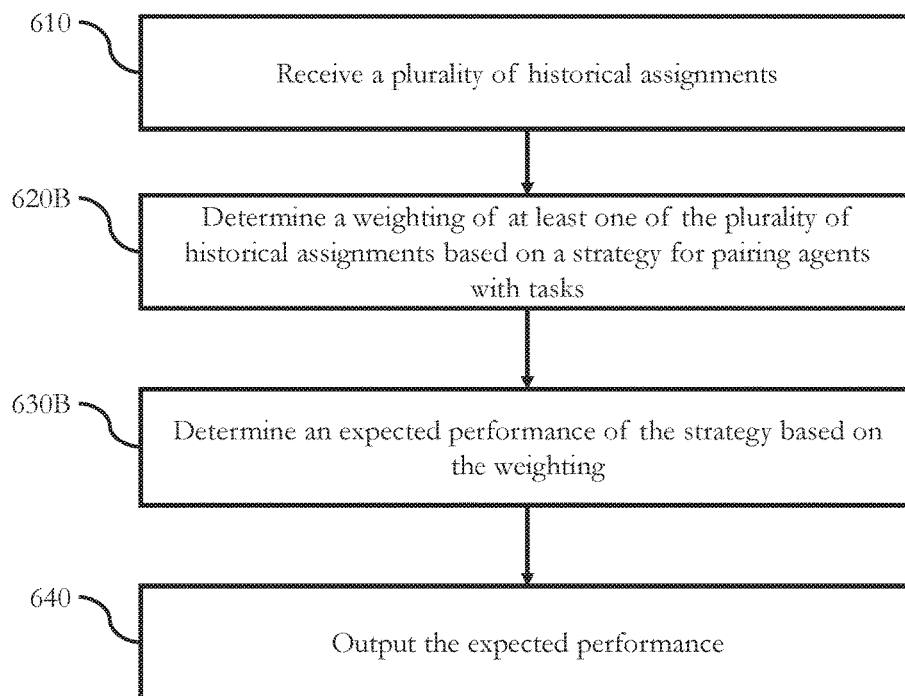 610
Receive a plurality of historical assignments
620B
Determine a weighting of at least one of the plurality of
historical assignments based on a strategy for pairing agents
with tasks
630B
Determine an expected performance of the strategy based on
the weighting
640
Output the expected performance